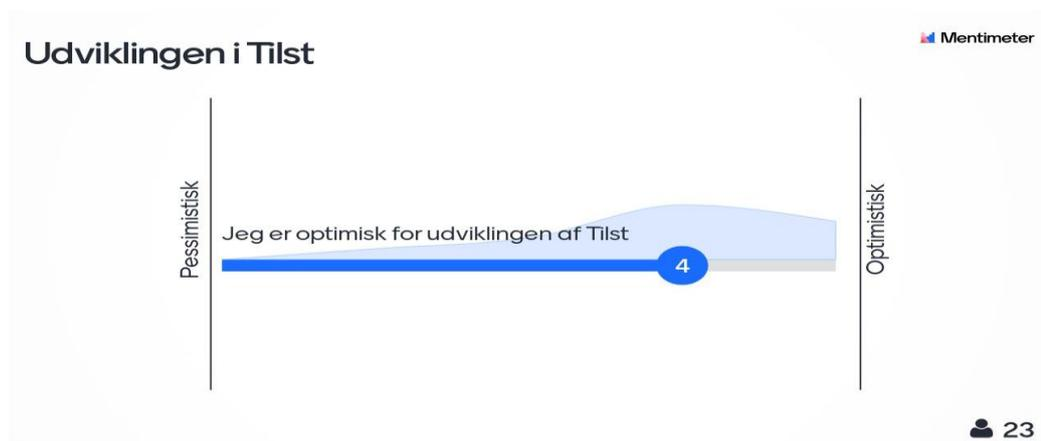 Udviklingen i Tilst
Mentimeter
Pessimistisk
Jeg er optimisk for udviklingen af Tilst
4
Optimistisk
23